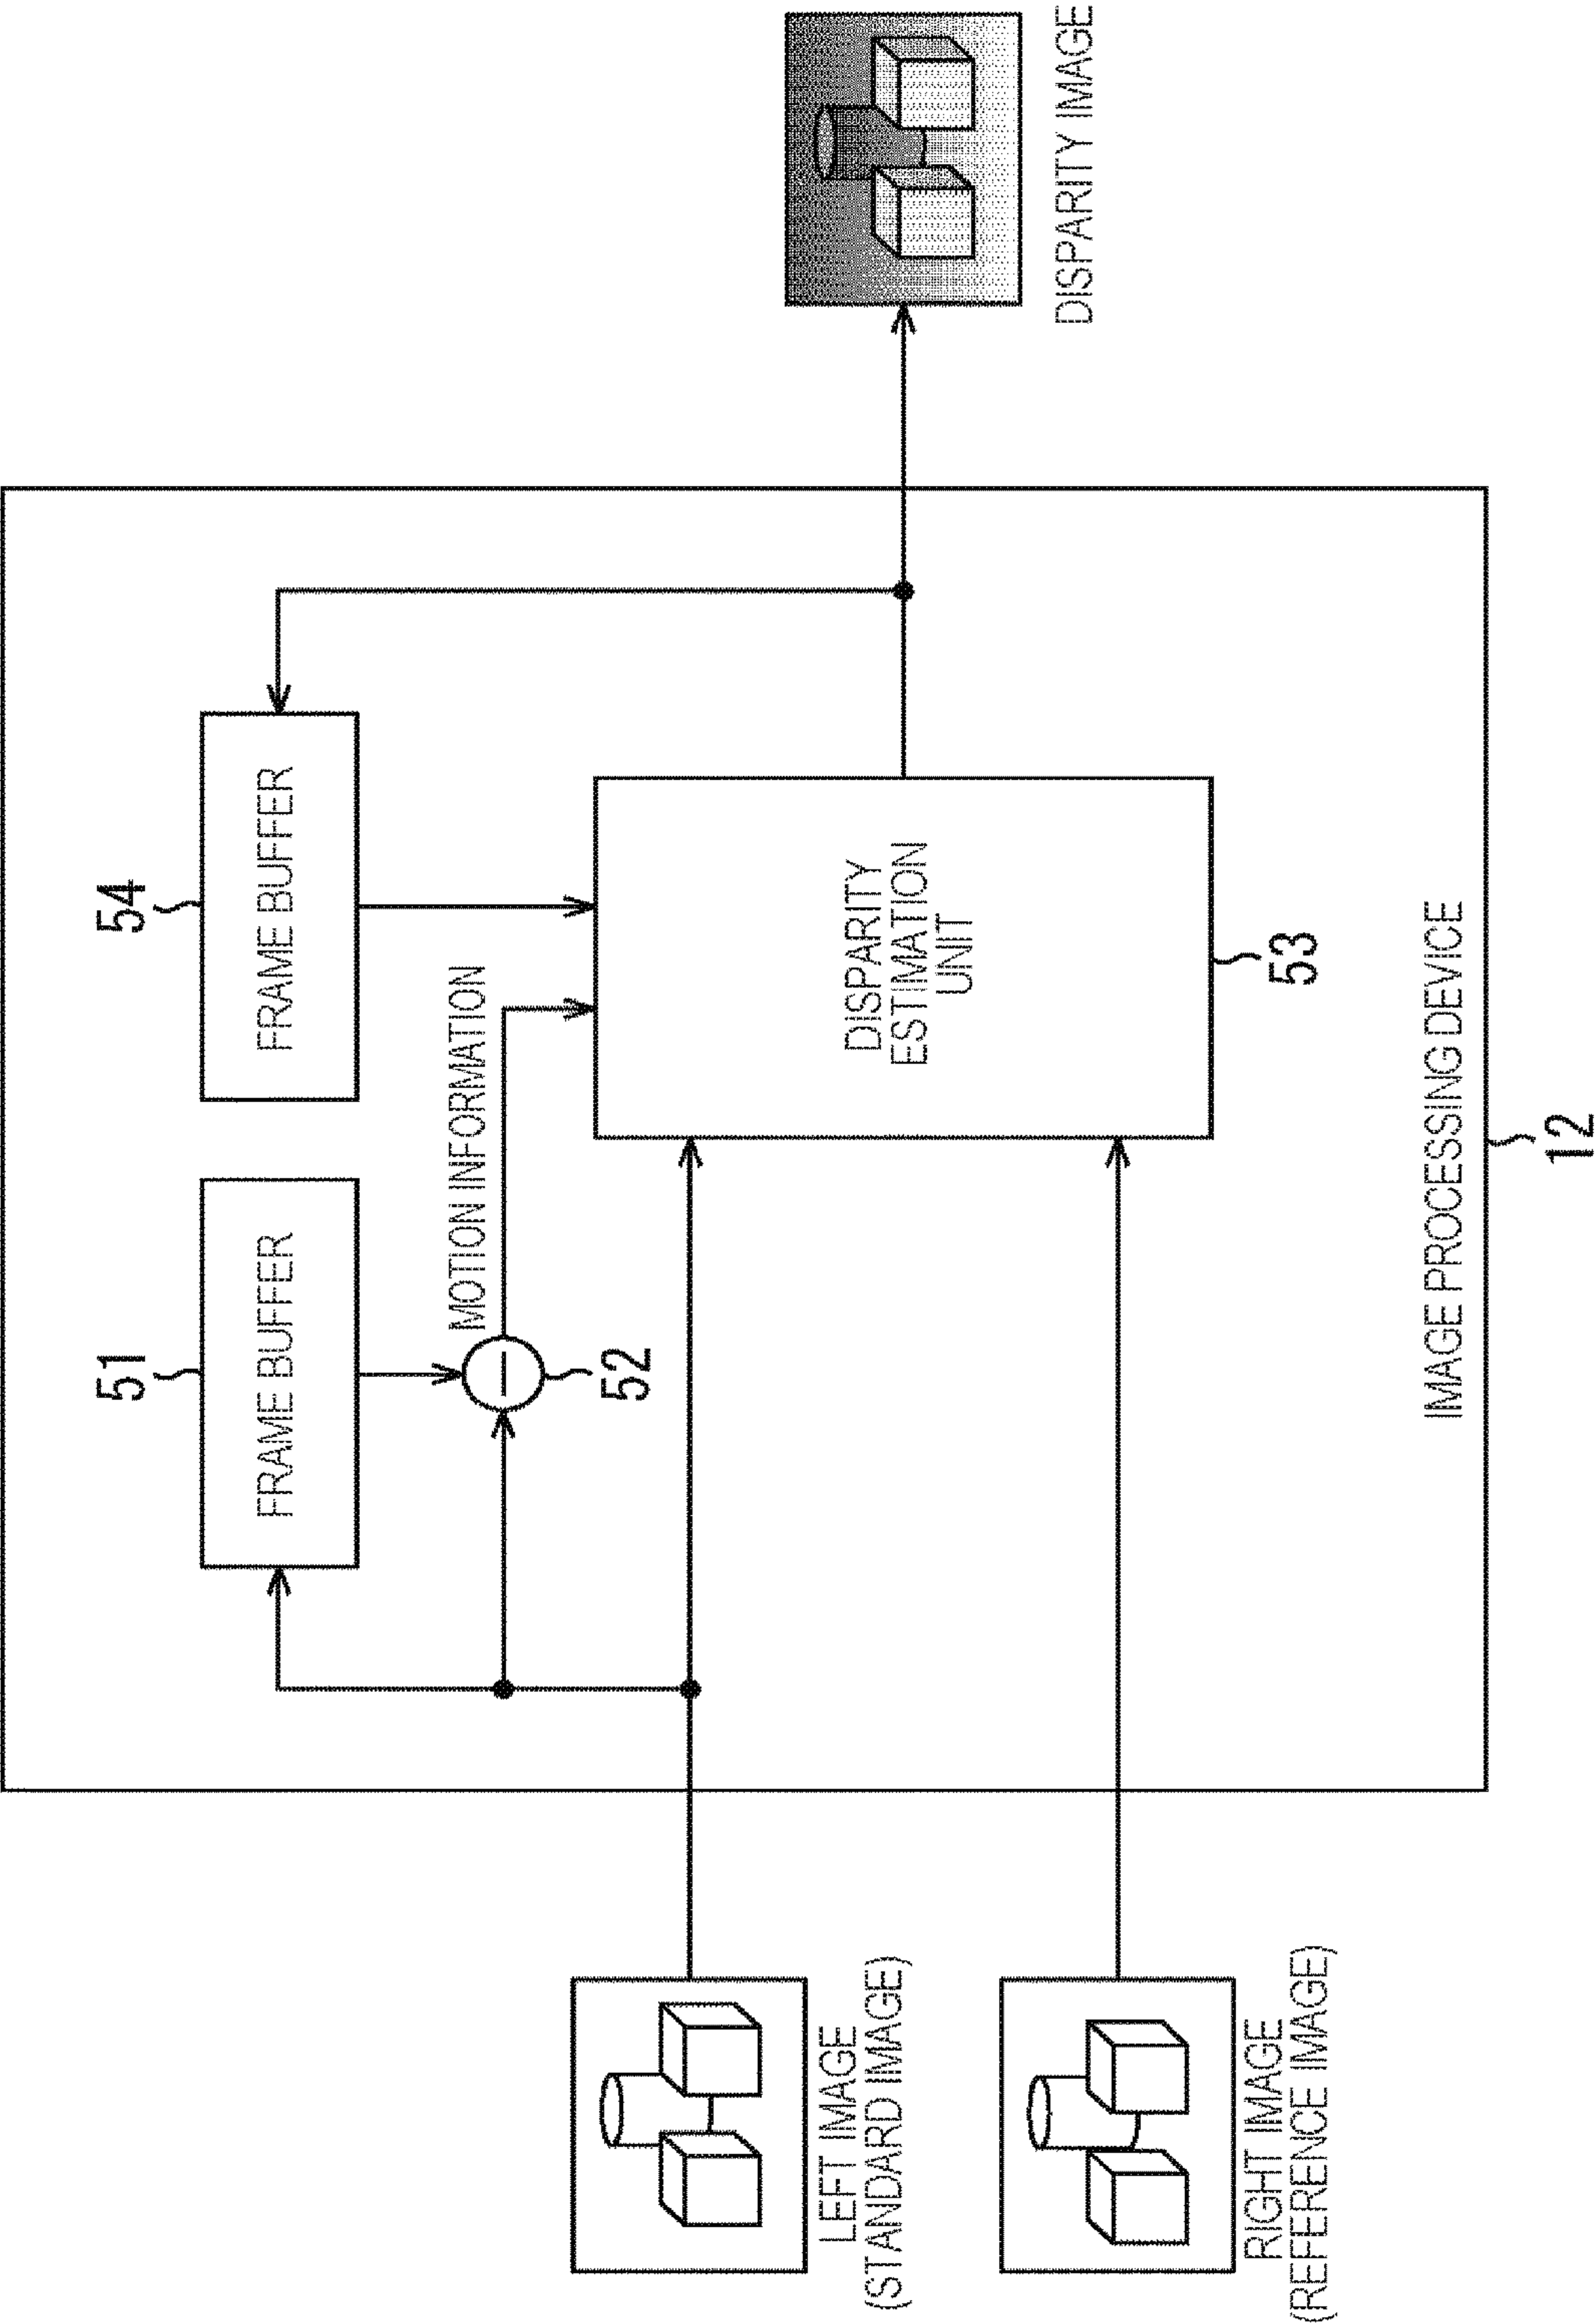 54
FRAME BUFFER
51
FRAME BUFFER
MOTION INFORMATION
52
DISPARITY
ESTIMATION
UNIT
53
IMAGE PROCESSING DEVICE
12
LEFT IMAGE
(STANDARD IMAGE)
RIGHT IMAGE
(REFERENCE IMAGE)
DISPARITY IMAGE